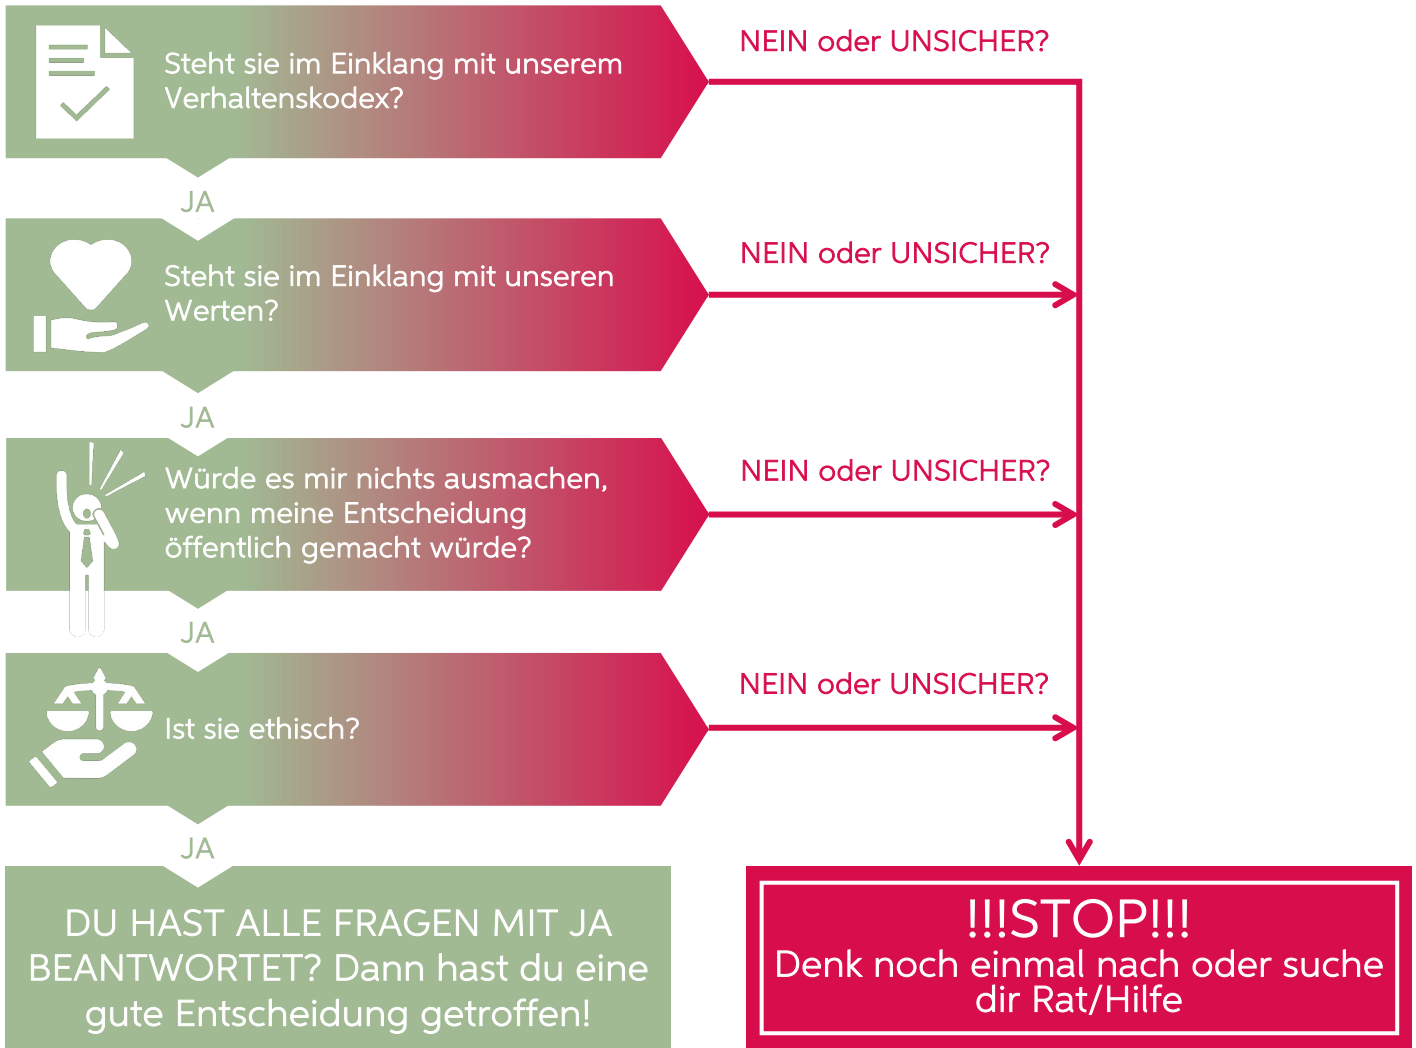 Steht sie im Einklang mit unserem
Verhaltenskodex?
NEIN oder UNSICHER?
JA
Steht sie im Einklang mit unseren
Werten?
NEIN oder UNSICHER?
JA
Würde es mir nichts ausmachen,
wenn meine Entscheidung
öffentlich gemacht würde?
NEIN oder UNSICHER?
JA
Ist sie ethisch?
NEIN oder UNSICHER?
JA
DU HAST ALLE FRAGEN MIT JA
BEANTWORTET? Dann hast du eine
gute Entscheidung getroffen!
!!!STOP!!!
Denk noch einmal nach oder suche
dir Rat/Hilfe